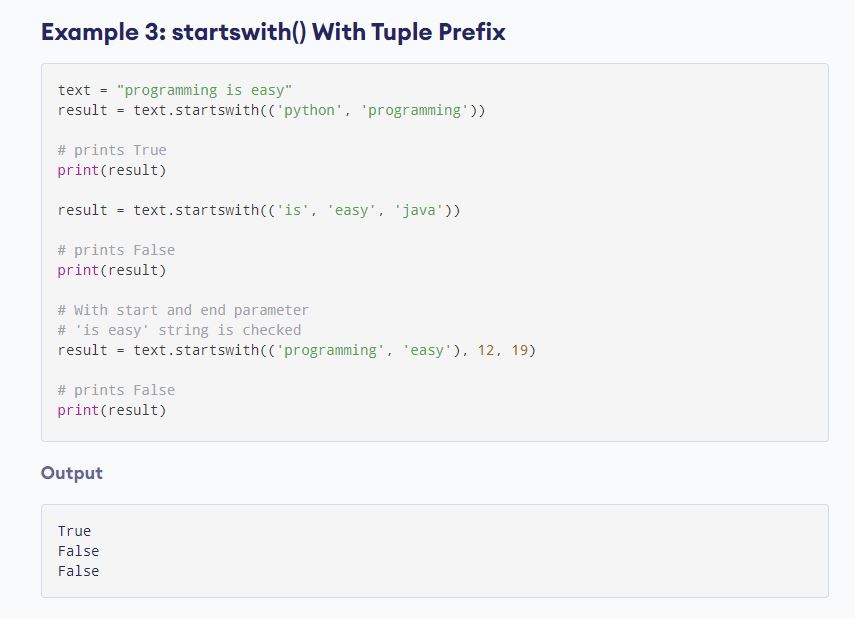 Example 3: startswith() With Tuple Prefix
text = "programming is easy"
result = text.startswith(('python', 'programming'))
# prints True
print(result)
result = text.startswith(('is', 'easy', 'java'))
# prints False
print(result)
# With start and end parameter
# 'is easy' string is checked
result = text.startswith(('programming', 'easy'), 12, 19)
# prints False
print(result)
Output
True
False
False